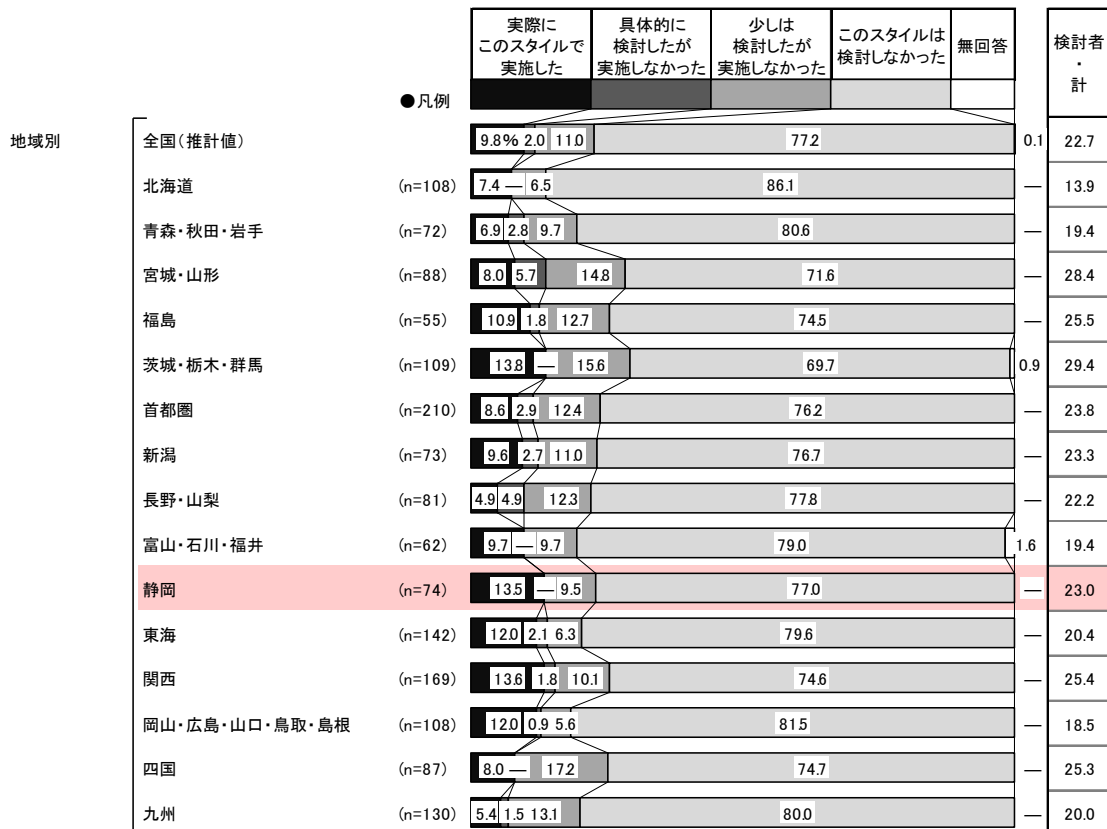 実際に
このスタイルで
実施した
具体的に
検討したが
実施しなかった
少しは
検討したが
実施しなかった
このスタイルは
検討しなかった
無回答
検討者
・
計
●凡例
地域別
全国(推計値) 9.8% 2.0 11.0 77.2 0.1 22.7
北海道 (n=108) 7.4 — 6.5 86.1 — 13.9
青森・秋田・岩手 (n=72) 6.9 2.8 9.7 80.6 — 19.4
宮城・山形 (n=88) 8.0 5.7 14.8 71.6 — 28.4
福島 (n=55) 10.9 1.8 12.7 74.5 — 25.5
茨城・栃木・群馬 (n=109) 13.8 — 15.6 69.7 0.9 29.4
首都圏 (n=210) 8.6 2.9 12.4 76.2 — 23.8
新潟 (n=73) 9.6 2.7 11.0 76.7 — 23.3
長野・山梨 (n=81) 4.9 4.9 12.3 77.8 — 22.2
富山・石川・福井 (n=62) 9.7 — 9.7 79.0 1.6 19.4
静岡 (n=74) 13.5 — 9.5 77.0 — 23.0
東海 (n=142) 12.0 2.1 6.3 79.6 — 20.4
関西 (n=169) 13.6 1.8 10.1 74.6 — 25.4
岡山・広島・山口・鳥取・島根 (n=108) 12.0 0.9 5.6 81.5 — 18.5
四国 (n=87) 8.0 — 17.2 74.7 — 25.3
九州 (n=130) 5.4 1.5 13.1 80.0 — 20.0